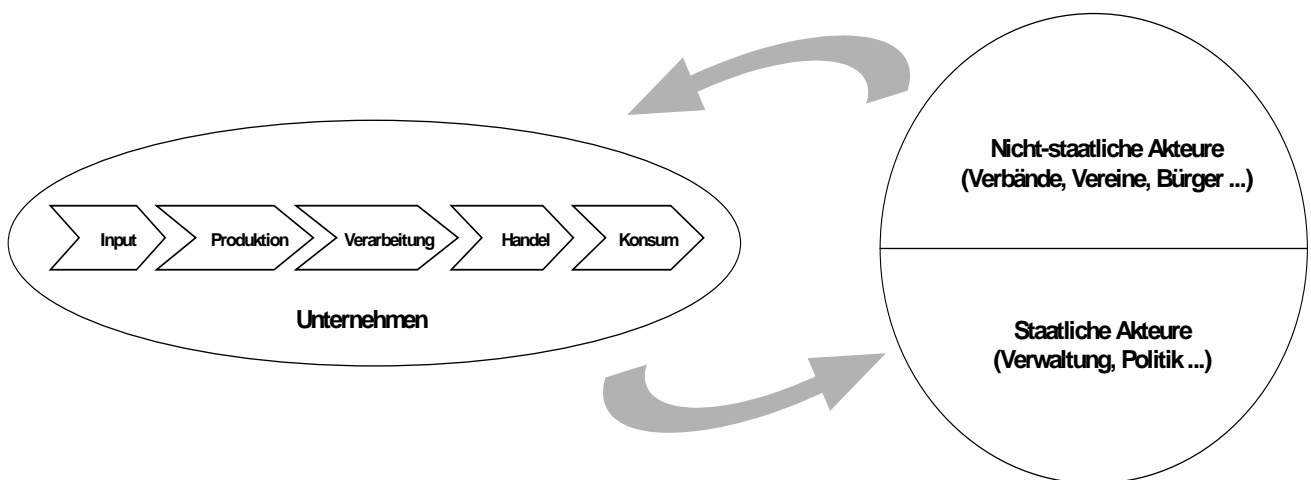 Nicht-staatliche Akteure
(Verbände, Vereine, Bürger ...)
Input
Produktion
Verarbeitung
Handel
Konsum
Unternehmen
Staatliche Akteure
(Verwaltung, Politik ...)